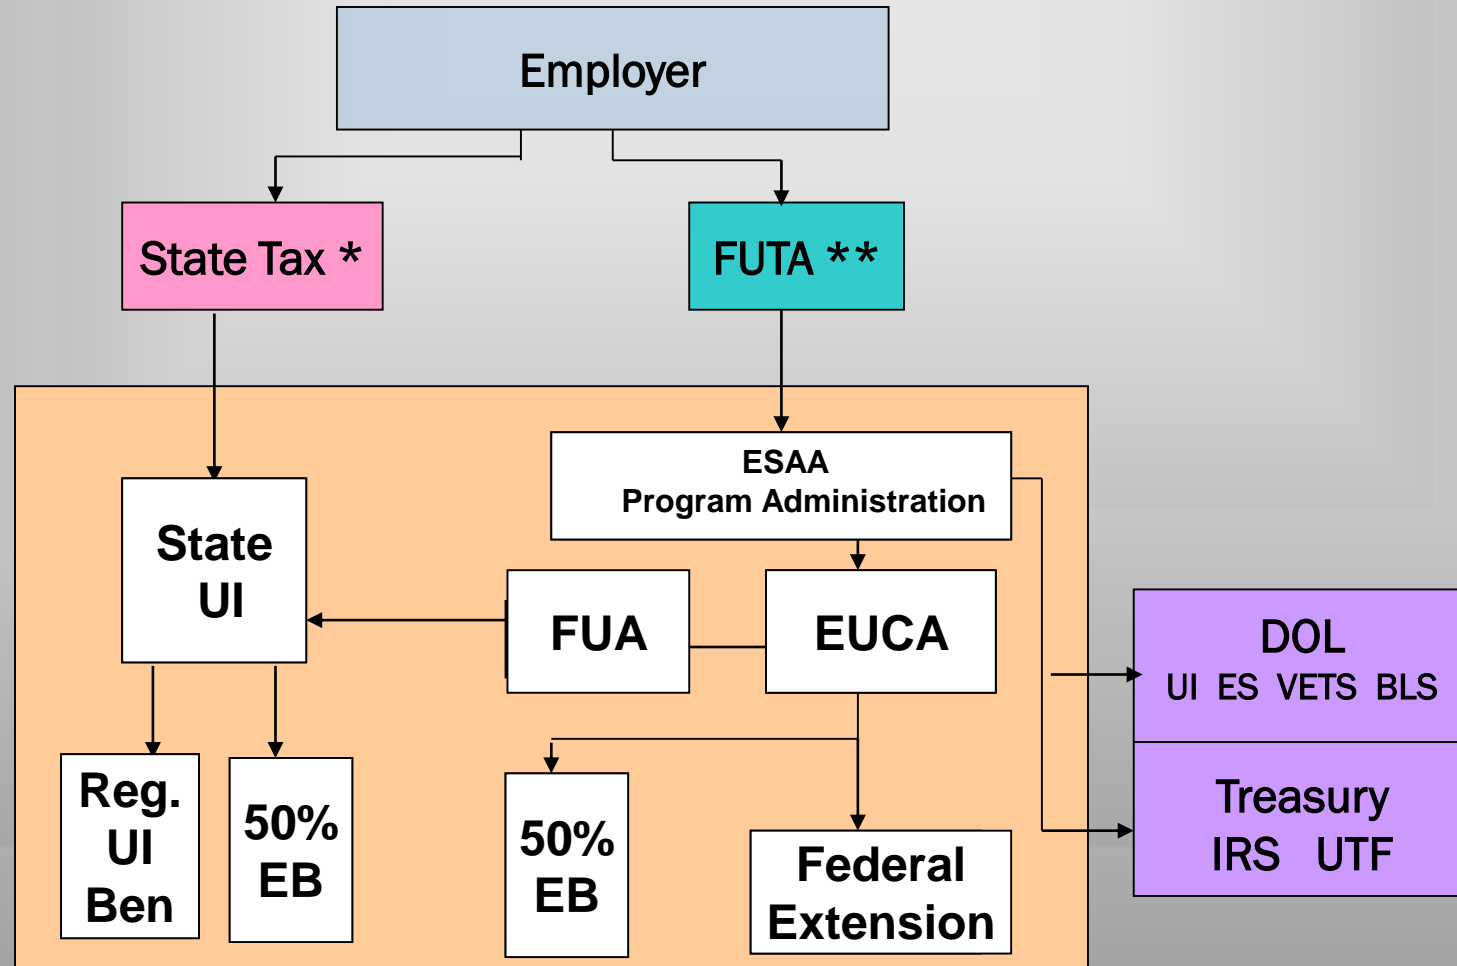 Employer
State Tax *
FUTA **
ESAA
Program Administration
State
UI
FUA
EUCA
DOL
UI ES VETS BLS
Treasury
IRS UTF
Reg.
UI
Ben
50%
EB
50%
EB
Federal
Extension